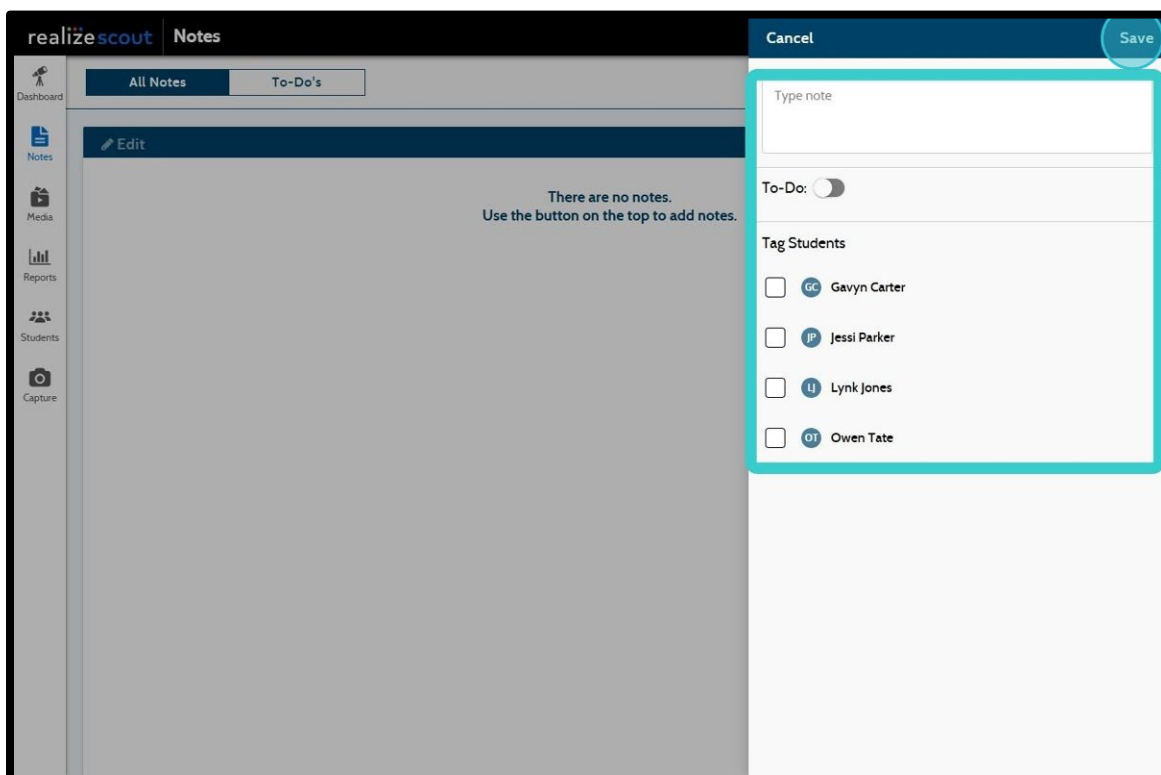 realizescout Notes
Cancel Save
Dashboard
All Notes To-Do's
Type note
Notes
Edit
There are no notes.
Use the button on the top to add notes.
Media
To-Do:
Reports
Tag Students
GC Gavyn Carter
Students
JP Jessi Parker
Capture
LJ Lynk Jones
OT Owen Tate